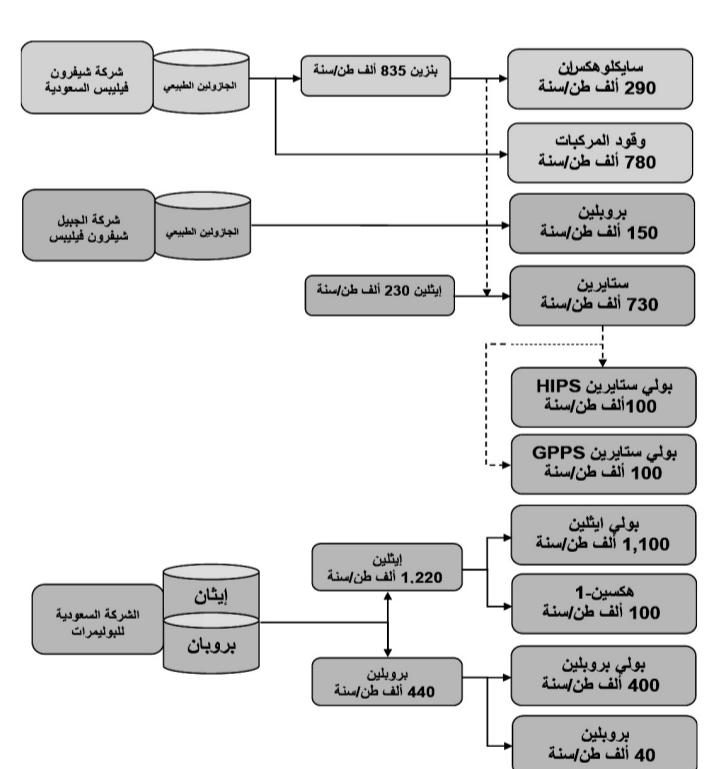 شركة شيفرون
فيليبس السعودية
الجازولين الطبيعي
بنزين 835 ألف طن/سنة
سايكلوهكسان
290 ألف طن/سنة
وقود المركبات
780 ألف طن/سنة
شركة الجبيل
شيفرون فيليبس
الجازولين الطبيعي
بروبلين
150 ألف طن/سنة
إيثلين 230 ألف طن/سنة
ستايرين
730 ألف طن/سنة
بولي ستايرين HIPS
100ألف طن/سنة
بولي ستايرين GPPS
100 ألف طن/سنة
الشركة السعودية
للبوليمرات
إيثان
بروبان
إيثلين
1.220 ألف طن/سنة
بولي ايثلين
1,100 ألف طن/سنة
هكسين-1
100 ألف طن/سنة
بروبلين
440 ألف طن/سنة
بولي بروبلين
400 ألف طن/سنة
بروبلين
40 ألف طن/سنة